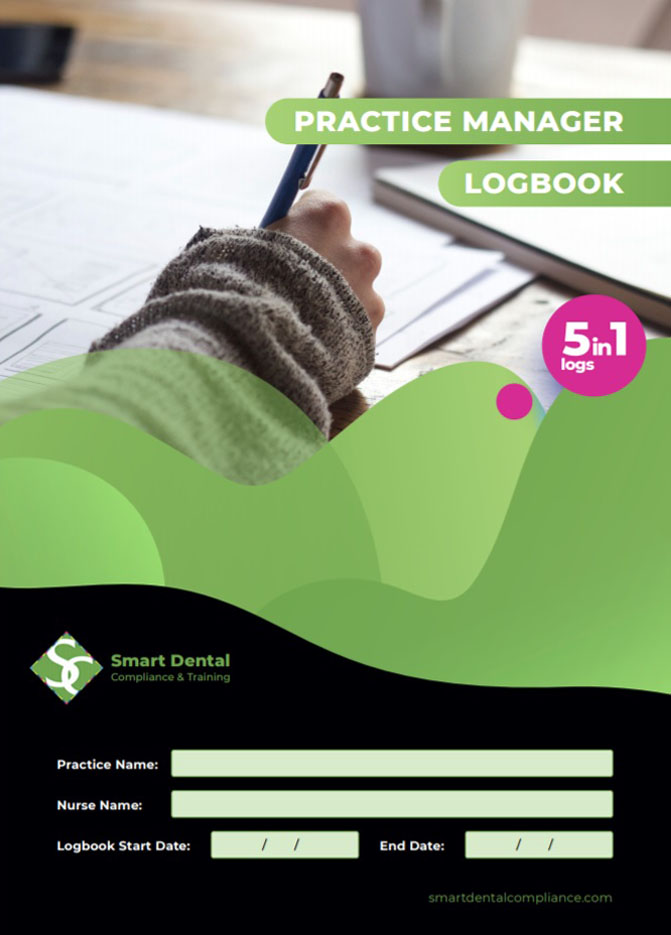 PRACTICE MANAGER
LOGBOOK
5in1
logs
SC
Smart Dental
Compliance & Training
Practice Name:
Nurse Name:
Logbook Start Date: / / End Date: / /
smartdentalcompliance.com